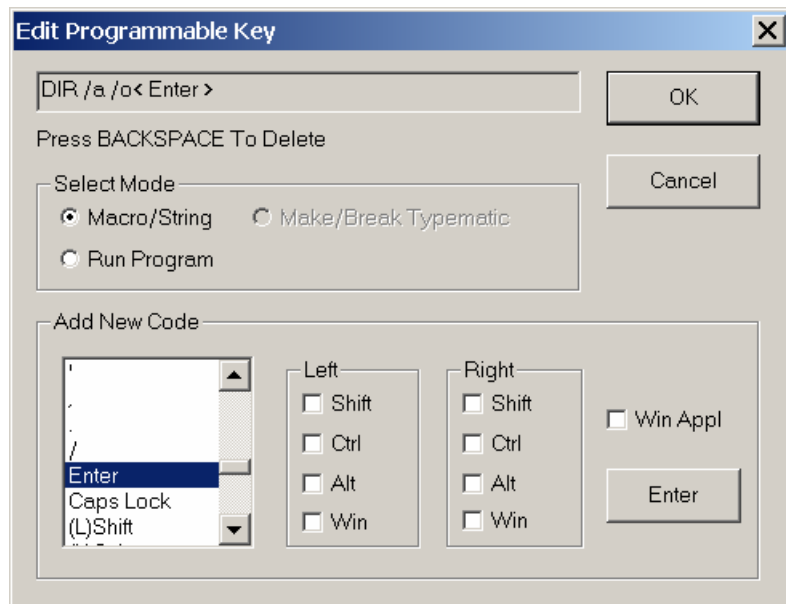 Edit Programmable Key
DIR /a /o< Enter >
OK
Press BACKSPACE To Delete
Cancel
Select Mode
Macro/String
Make/Break Typematic
Run Program
Add New Code
'
,
.
/
Enter
Caps Lock
(L)Shift
Left
Shift
Ctrl
Alt
Win
Right
Shift
Ctrl
Alt
Win
Win Appl
Enter